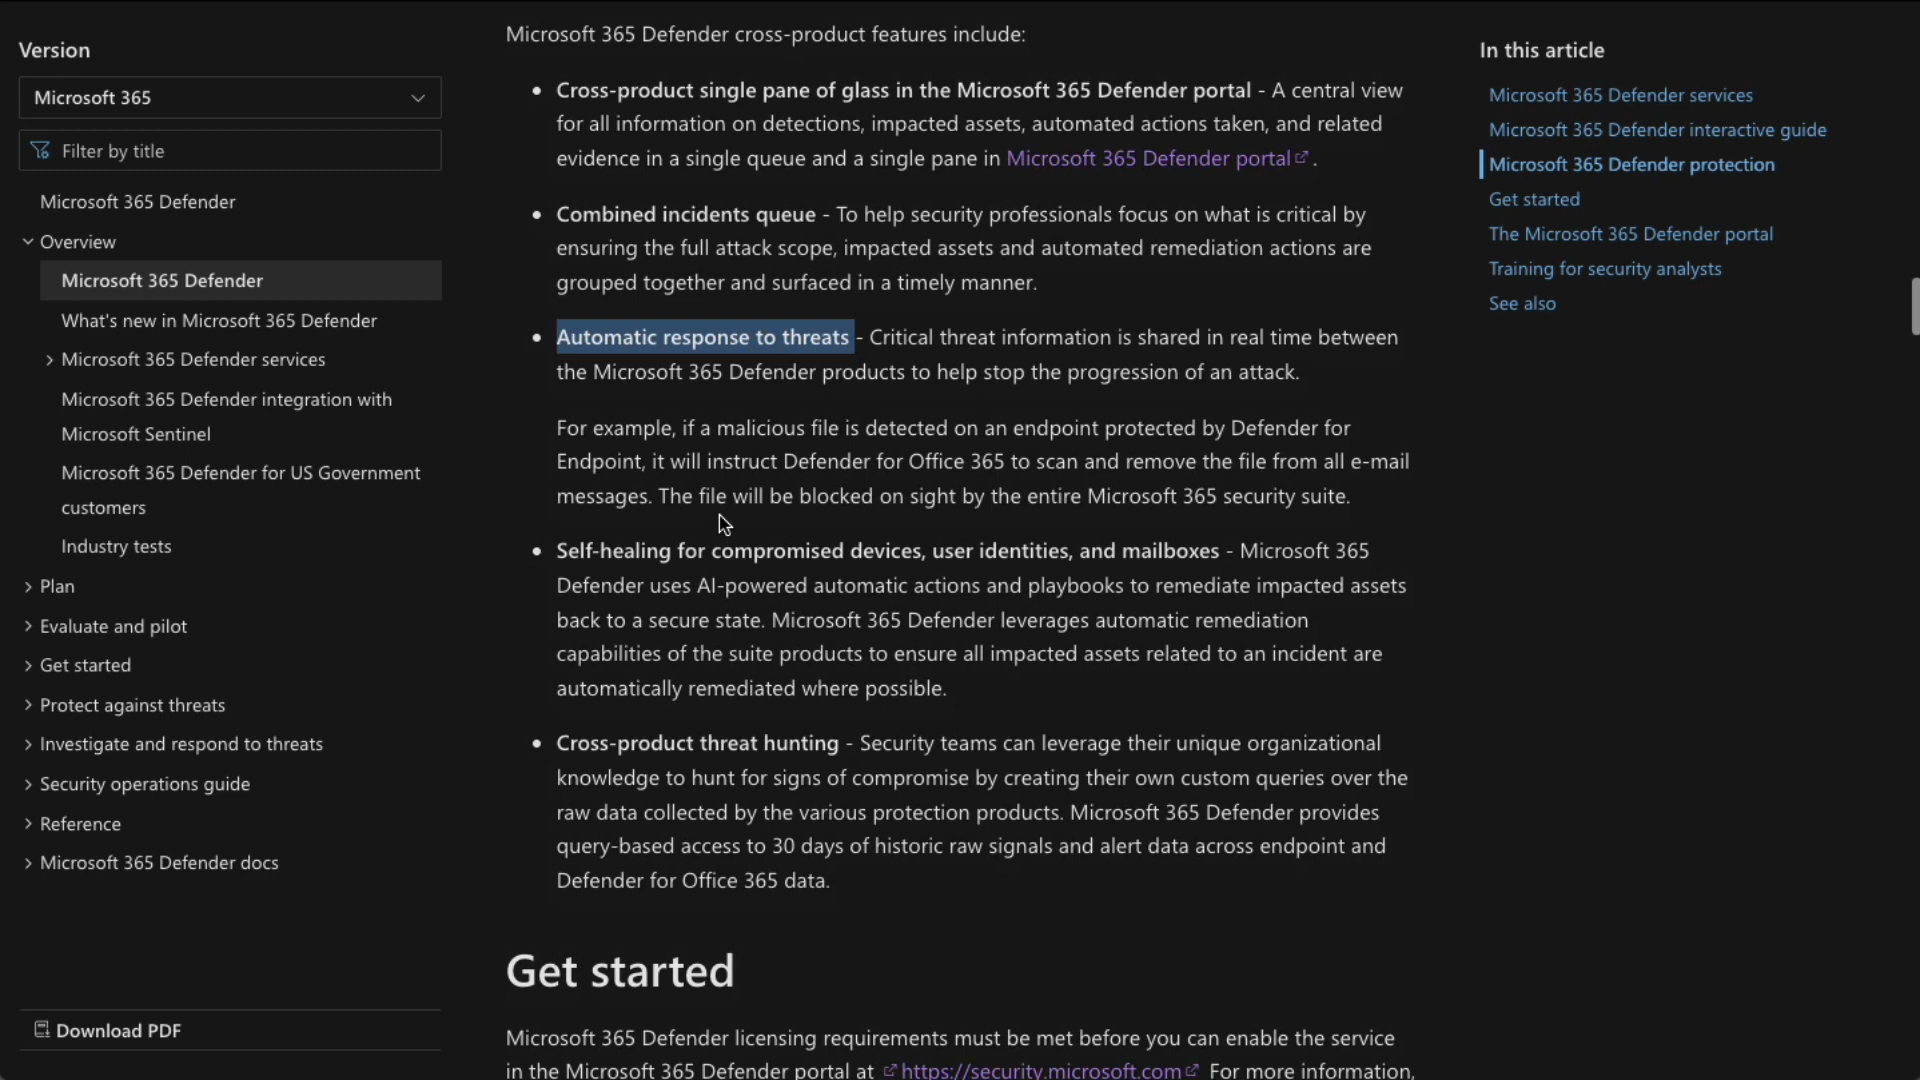 Version
Microsoft 365
Filter by title
Microsoft 365 Defender
Overview
Microsoft 365 Defender
What's new in Microsoft 365 Defender
Microsoft 365 Defender services
Microsoft 365 Defender integration with
Microsoft Sentinel
Microsoft 365 Defender for US Government
customers
Industry tests
Plan
Evaluate and pilot
Get started
Protect against threats
Investigate and respond to threats
Security operations guide
Reference
Microsoft 365 Defender docs
Download PDF
Microsoft 365 Defender cross-product features include:
• Cross-product single pane of glass in the Microsoft 365 Defender portal - A central view
for all information on detections, impacted assets, automated actions taken, and related
evidence in a single queue and a single pane in Microsoft 365 Defender portal.
• Combined incidents queue - To help security professionals focus on what is critical by
ensuring the full attack scope, impacted assets and automated remediation actions are
grouped together and surfaced in a timely manner.
• Automatic response to threats - Critical threat information is shared in real time between
the Microsoft 365 Defender products to help stop the progression of an attack.
For example, if a malicious file is detected on an endpoint protected by Defender for
Endpoint, it will instruct Defender for Office 365 to scan and remove the file from all e-mail
messages. The file will be blocked on sight by the entire Microsoft 365 security suite.
• Self-healing for compromised devices, user identities, and mailboxes - Microsoft 365
Defender uses AI-powered automatic actions and playbooks to remediate impacted assets
back to a secure state. Microsoft 365 Defender leverages automatic remediation
capabilities of the suite products to ensure all impacted assets related to an incident are
automatically remediated where possible.
• Cross-product threat hunting - Security teams can leverage their unique organizational
knowledge to hunt for signs of compromise by creating their own custom queries over the
raw data collected by the various protection products. Microsoft 365 Defender provides
query-based access to 30 days of historic raw signals and alert data across endpoint and
Defender for Office 365 data.
Get started
Microsoft 365 Defender licensing requirements must be met before you can enable the service
in the Microsoft 365 Defender portal at https://security.microsoft.com For more information,
In this article
Microsoft 365 Defender services
Microsoft 365 Defender interactive guide
Microsoft 365 Defender protection
Get started
The Microsoft 365 Defender portal
Training for security analysts
See also